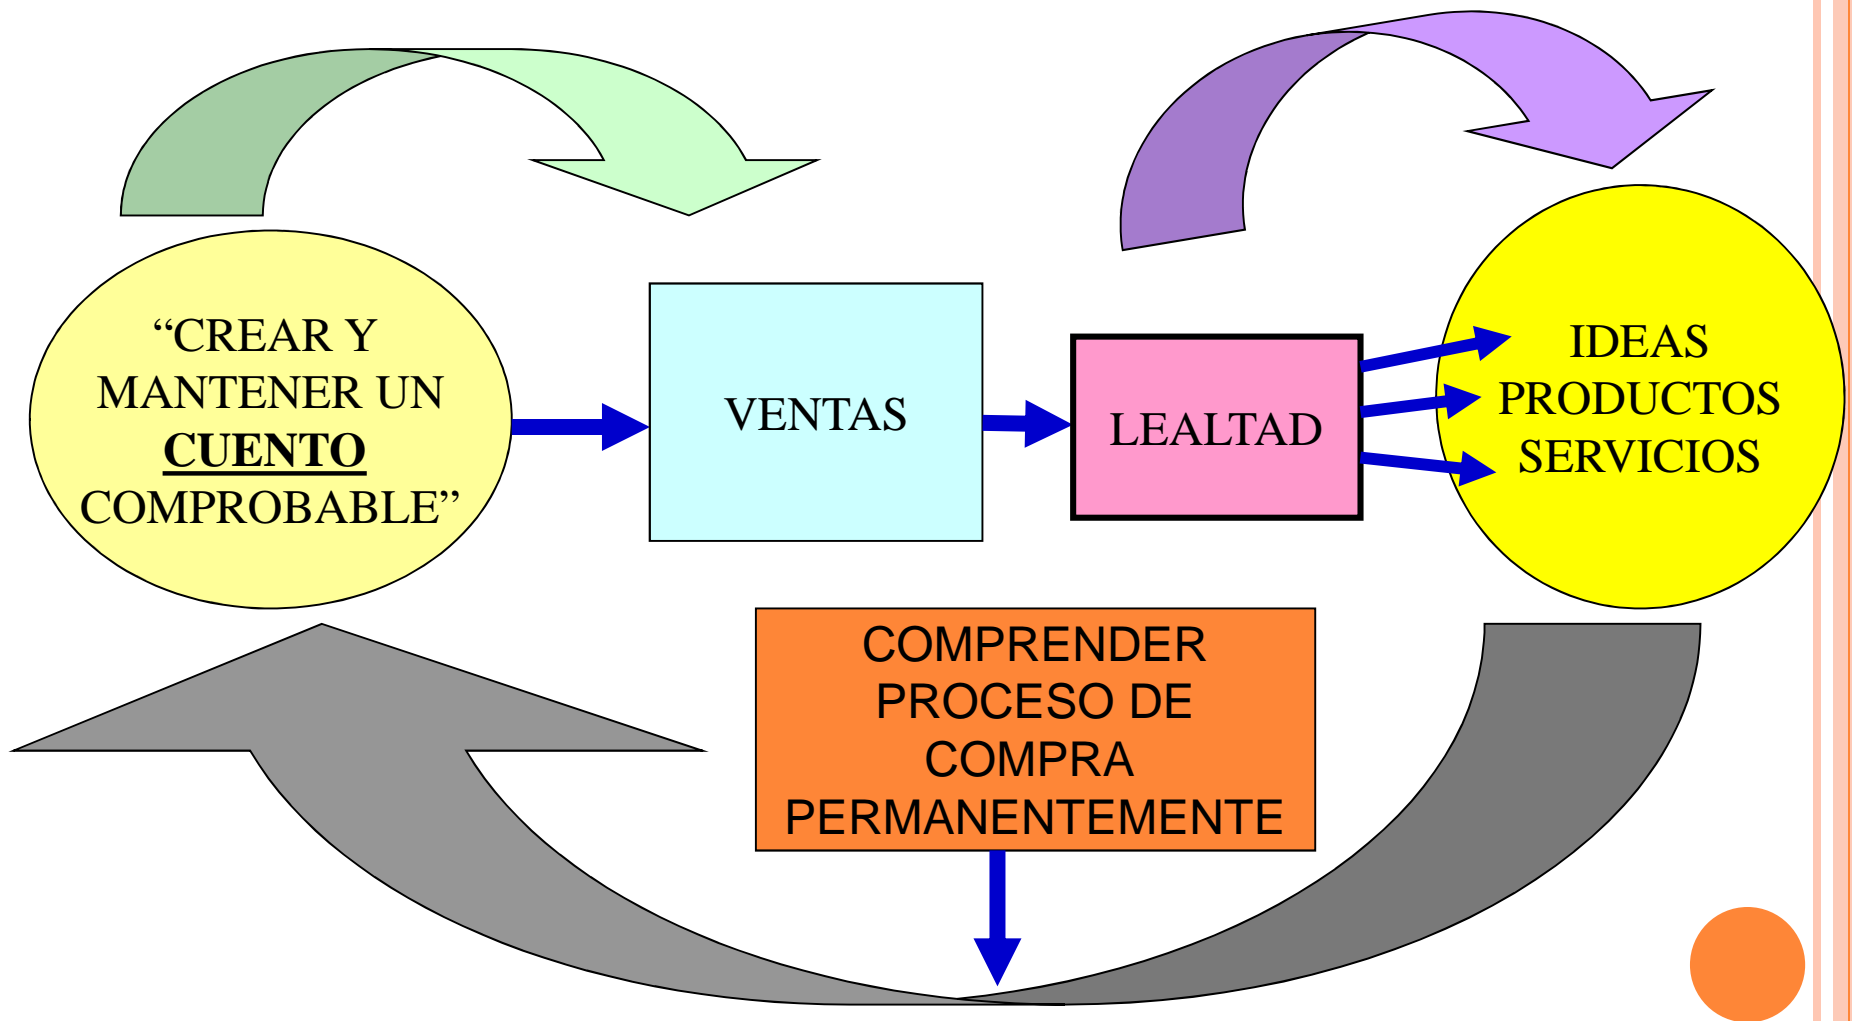 “CREAR Y
MANTENER UN
CUENTO
COMPROBABLE”
VENTAS
LEALTAD
IDEAS
PRODUCTOS
SERVICIOS
COMPRENDER
PROCESO DE
COMPRA
PERMANENTEMENTE